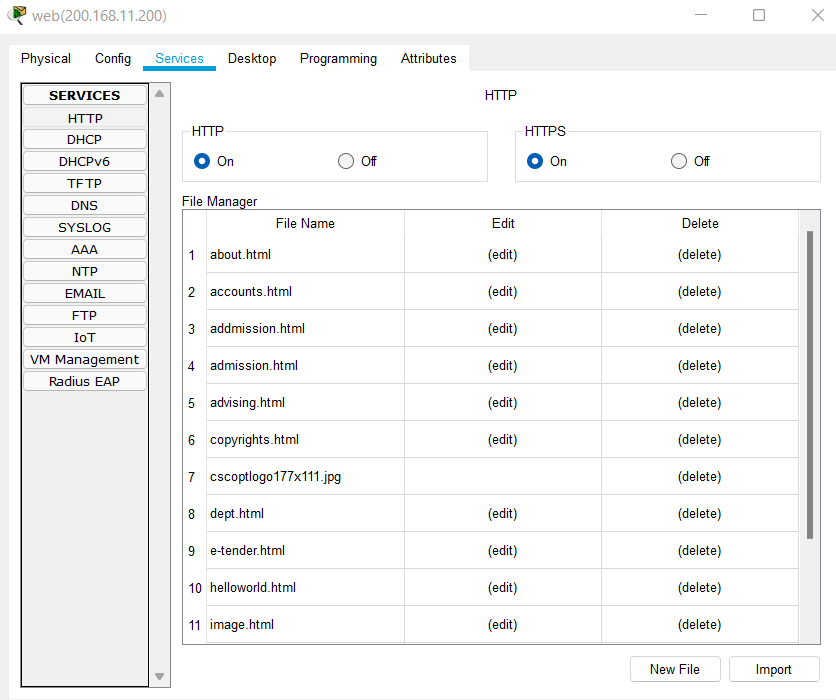 web(200.168.11.200)
Physical Config Services Desktop Programming Attributes
SERVICES
HTTP
DHCP
DHCPv6
TFTP
DNS
SYSLOG
AAA
NTP
EMAIL
FTP
IoT
VM Management
Radius EAP
HTTP
HTTP
On Off
HTTPS
On Off
File Manager
File Name Edit Delete
1 about.html (edit) (delete)
2 accounts.html (edit) (delete)
3 addmission.html (edit) (delete)
4 admission.html (edit) (delete)
5 advising.html (edit) (delete)
6 copyrights.html (edit) (delete)
7 cscoptlogo177x111.jpg (delete)
8 dept.html (edit) (delete)
9 e-tender.html (edit) (delete)
10 helloworld.html (edit) (delete)
11 image.html (edit) (delete)
New File Import